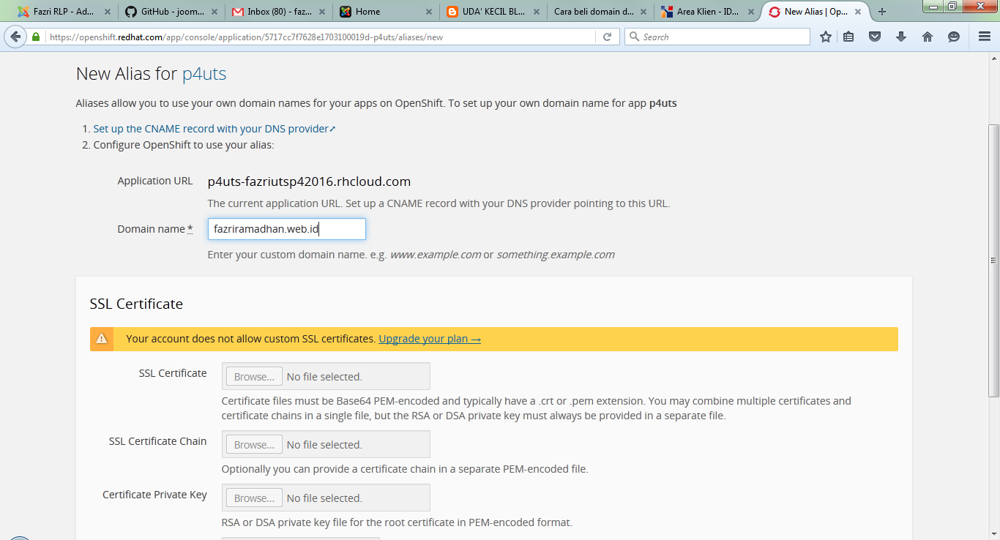 Fazri RLP - Ad...
GitHub - joom...
Inbox (80) - faz...
Home
UDA' KECIL BL...
Cara beli domain d...
Area Klien - ID...
New Alias | Op...
https://openshift.redhat.com/app/console/application/5717cc7f7628e1703100019d-p4uts/aliases/new
Search
New Alias for p4uts
Aliases allow you to use your own domain names for your apps on OpenShift. To set up your own domain name for app p4uts
1. Set up the CNAME record with your DNS provider
2. Configure OpenShift to use your alias:
Application URL
p4uts-fazriutsp42016.rhcloud.com
The current application URL. Set up a CNAME record with your DNS provider pointing to this URL.
Domain name *
fazriramadhan.web.id
Enter your custom domain name. e.g. www.example.com or something.example.com
SSL Certificate
Your account does not allow custom SSL certificates. Upgrade your plan →
SSL Certificate
Browse... No file selected.
Certificate files must be Base64 PEM-encoded and typically have a .crt or .pem extension. You may combine multiple certificates and
certificate chains in a single file, but the RSA or DSA private key must always be provided in a separate file.
SSL Certificate Chain
Browse... No file selected.
Optionally you can provide a certificate chain in a separate PEM-encoded file.
Certificate Private Key
Browse... No file selected.
RSA or DSA private key file for the root certificate in PEM-encoded format.